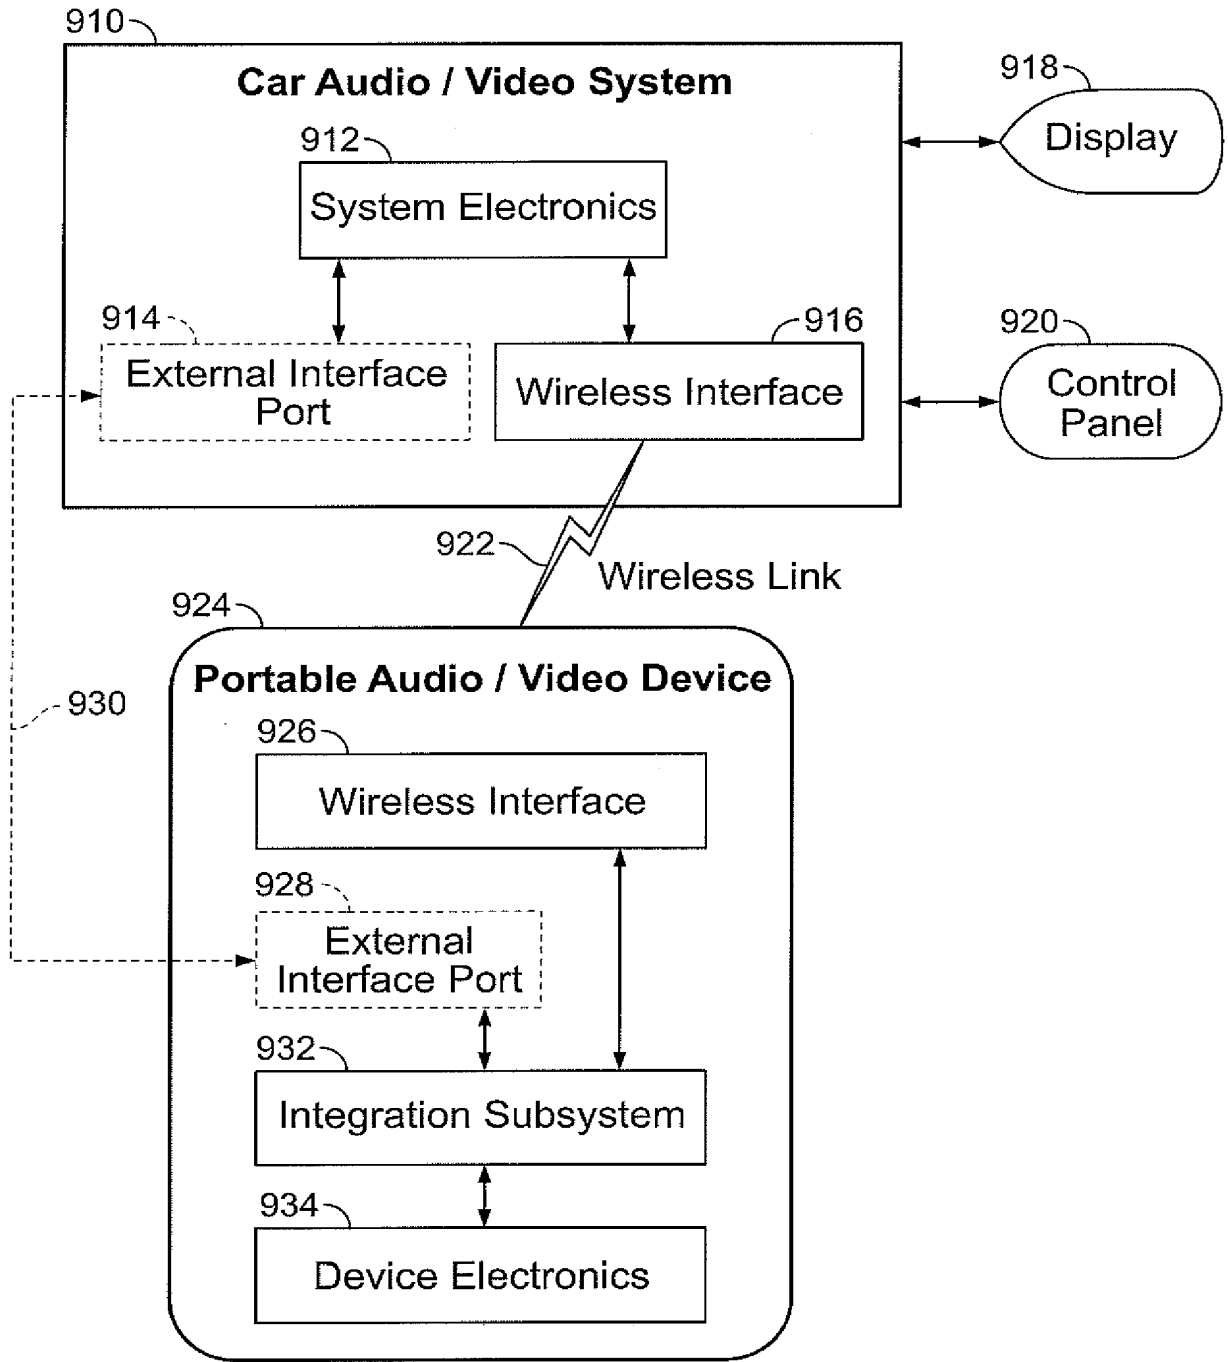 910
Car Audio / Video System
912
System Electronics
914
External Interface
Port
916
Wireless Interface
918
Display
920
Control
Panel
922
Wireless Link
924
Portable Audio / Video Device
930
926
Wireless Interface
928
External
Interface Port
932
Integration Subsystem
934
Device Electronics